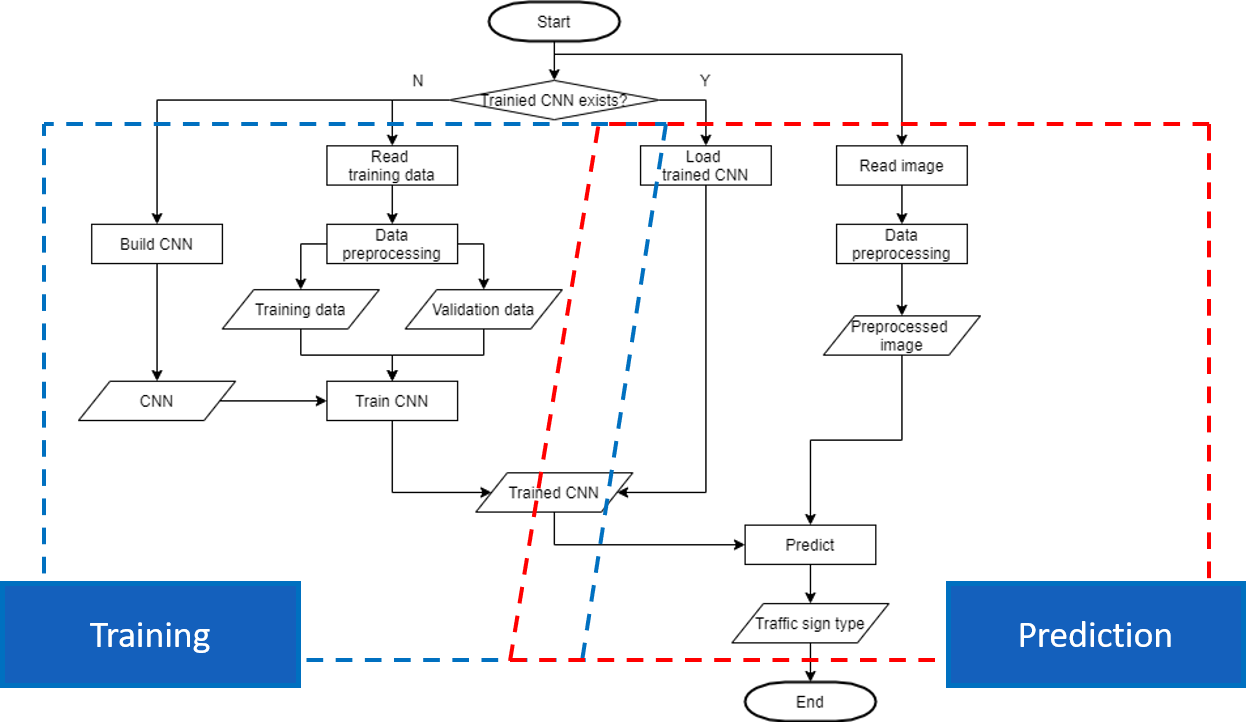 Start
N
Y
Trainied CNN exists?
Read
training data
Load
trained CNN
Read image
Build CNN
Data
preprocessing
Data
preprocessing
Training data
Validation data
Preprocessed
image
CNN
Train CNN
Trained CNN
Predict
Traffic sign type
Training
Prediction
End